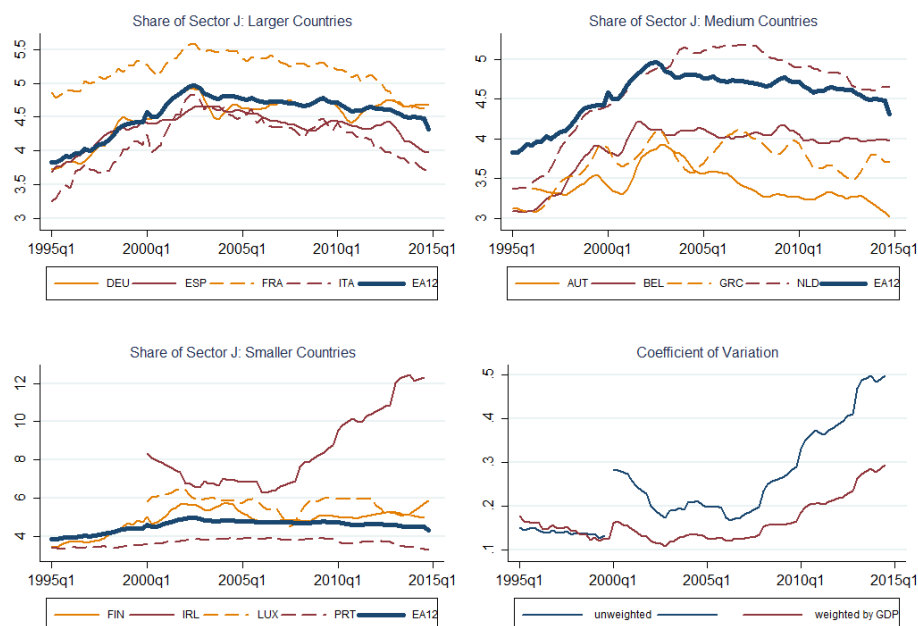 Share of Sector J: Larger Countries
5.5
5
4.5
4
3.5
3
1995q1 2000q1 2005q1 2010q1 2015q1
DEU ESP FRA ITA EA12
Share of Sector J: Medium Countries
5
4.5
4
3.5
3
1995q1 2000q1 2005q1 2010q1 2015q1
AUT BEL GRC NLD EA12
Share of Sector J: Smaller Countries
12
10
8
6
4
1995q1 2000q1 2005q1 2010q1 2015q1
FIN IRL LUX PRT EA12
Coefficient of Variation
.5
.4
.3
.2
.1
1995q1 2000q1 2005q1 2010q1 2015q1
unweighted weighted by GDP